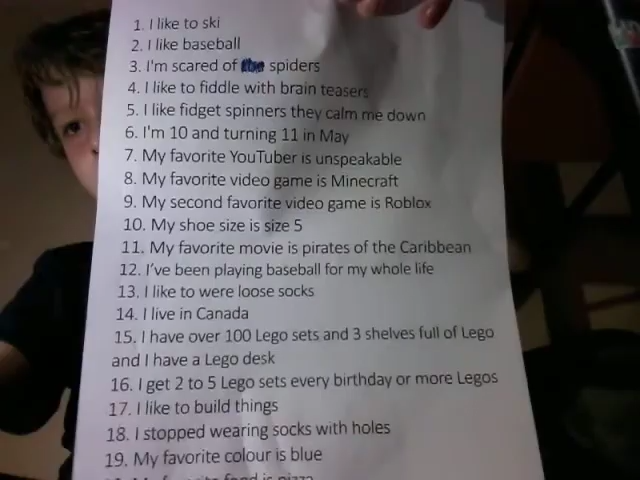 1. I like to ski
2. I like baseball
3. I'm scared of the spiders
4. I like to fiddle with brain teasers
5. I like fidget spinners they calm me down
6. I'm 10 and turning 11 in May
7. My favorite YouTuber is unspeakable
8. My favorite video game is Minecraft
9. My second favorite video game is Roblox
10. My shoe size is size 5
11. My favorite movie is pirates of the Caribbean
12. I've been playing baseball for my whole life
13. I like to were loose socks
14. I live in Canada
15. I have over 100 Lego sets and 3 shelves full of Lego
and I have a Lego desk
16. I get 2 to 5 Lego sets every birthday or more Legos
17. I like to build things
18. I stopped wearing socks with holes
19. My favorite colour is blue
My favorite food is pizza